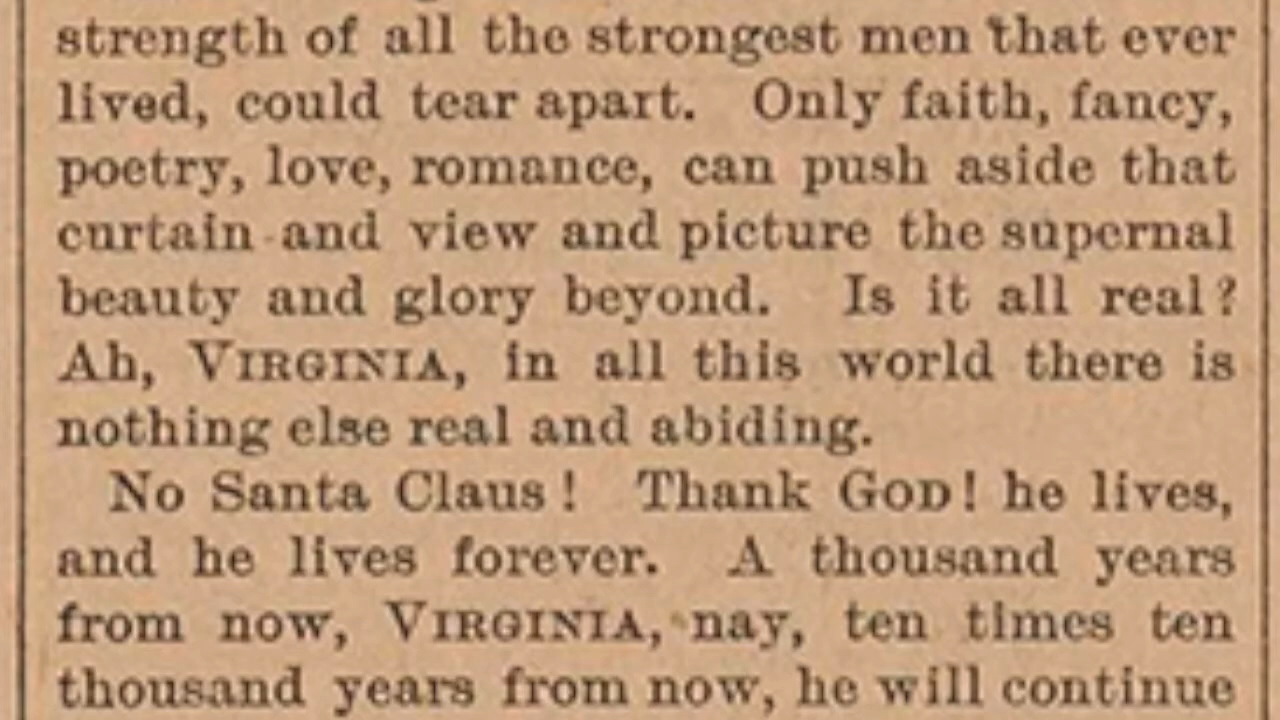 strength of all the strongest men that ever
lived, could tear apart. Only faith, fancy,
poetry, love, romance, can push aside that
curtain and view and picture the supernal
beauty and glory beyond. Is it all real?
Ah, VIRGINIA, in all this world there is
nothing else real and abiding.
No Santa Claus! Thank GOD! he lives,
and he lives forever. A thousand years
from now, VIRGINIA, nay, ten times ten
thousand years from now, he will continue